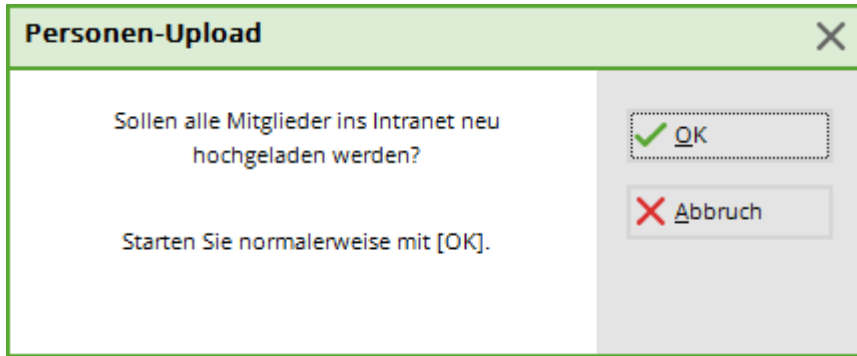 Personen-Upload
Sollen alle Mitglieder ins Intranet neu
hochgeladen werden?
Starten Sie normalerweise mit [OK].
OK
Abbruch